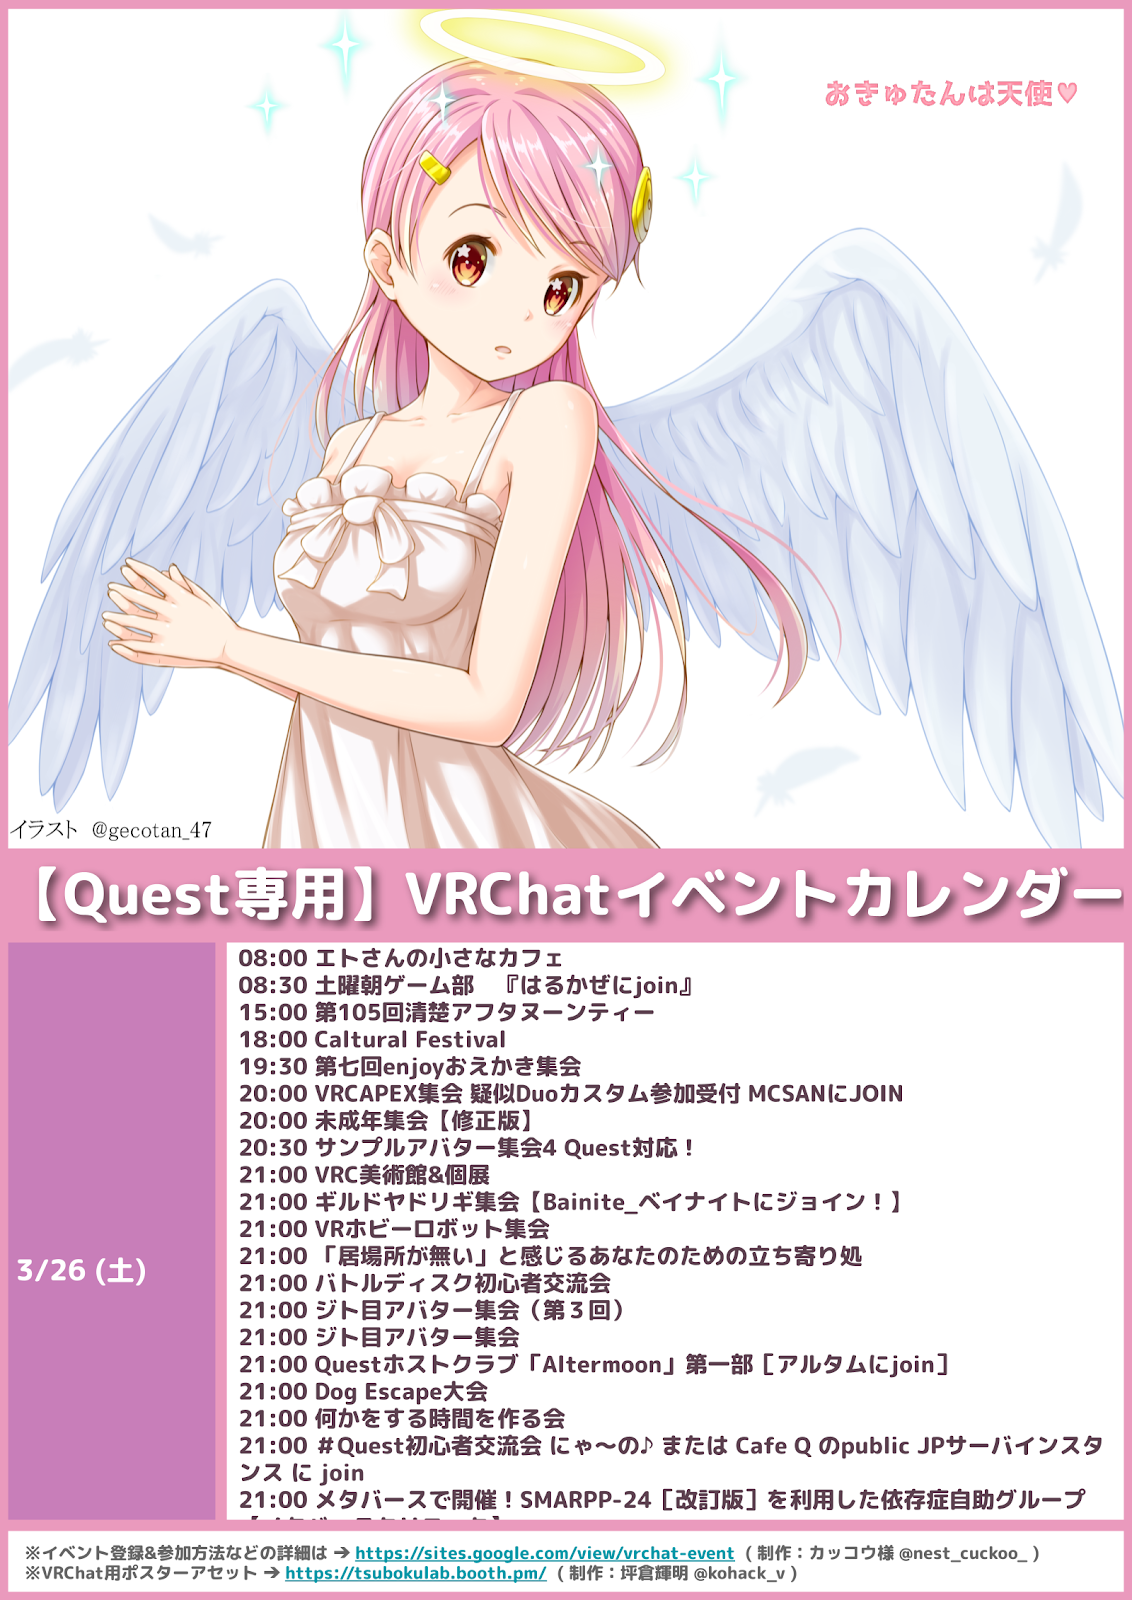 おきゅたんは天使♥
イラスト @gecotan_47
【Quest専用】VRChatイベントカレンダー
3/26 (土)
08:00 エトさんの小さなカフェ
08:30 土曜朝ゲーム部 『はるかぜにjoin』
15:00 第105回清楚アフタヌーンティー
18:00 Caltural Festival
19:30 第七回enjoyおえかき集会
20:00 VRCAPEX集会 疑似Duoカスタム参加受付 MCSANにJOIN
20:00 未成年集会【修正版】
20:30 サンプルアバター集会4 Quest対応！
21:00 VRC美術館&個展
21:00 ギルドヤドリギ集会【Bainite_ベイナイトにジョイン！】
21:00 VRホビーロボット集会
21:00 「居場所が無い」と感じるあなたのための立ち寄り処
21:00 バトルディスク初心者交流会
21:00 ジト目アバター集会（第３回）
21:00 ジト目アバター集会
21:00 Questホストクラブ「Altermoon」第一部［アルタムにjoin］
21:00 Dog Escape大会
21:00 何かをする時間を作る会
21:00 ＃Quest初心者交流会 にゃ〜の♪ または Cafe Q のpublic JPサーバインスタ
ンス に join
21:00 メタバースで開催！SMARPP-24［改訂版］を利用した依存症自助グループ
※イベント登録&参加方法などの詳細は ➔ https://sites.google.com/view/vrchat-event （ 制作：カッコウ様 @nest_cuckoo_ ）
※VRChat用ポスターアセット ➔ https://tsubokulab.booth.pm/ （ 制作：坪倉輝明 @kohack_v ）